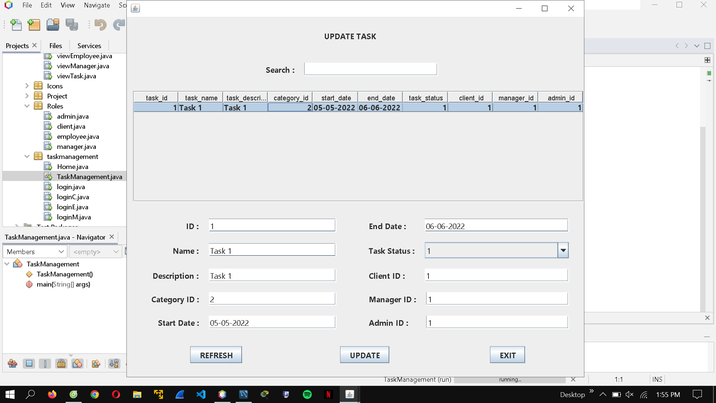 File Edit View Navigate So
UPDATE TASK
Projects Files Services
Search :
viewEmployee.java
viewManager.java
viewTask.java
Icons
Project
Roles
admin.java
client.java
employee.java
manager.java
taskmanagement
Home.java
TaskManagement.java
login.java
loginC.java
loginE.java
loginM.java
task_id task_name task_descri... category_id start_date end_date task_status client_id manager_id admin_id
1 Task 1 Task 1 2 05-05-2022 06-06-2022 1 1 1 1
TaskManagement.java - Navigator
Members <empty>
TaskManagement
TaskManagement()
main(String[] args)
ID : 1 End Date : 06-06-2022
Name : Task 1 Task Status : 1
Description : Task 1 Client ID : 1
Category ID : 2 Manager ID : 1
Start Date : 05-05-2022 Admin ID : 1
REFRESH UPDATE EXIT
TaskManagement (run) running... 1:1 INS
Desktop 1:55 PM